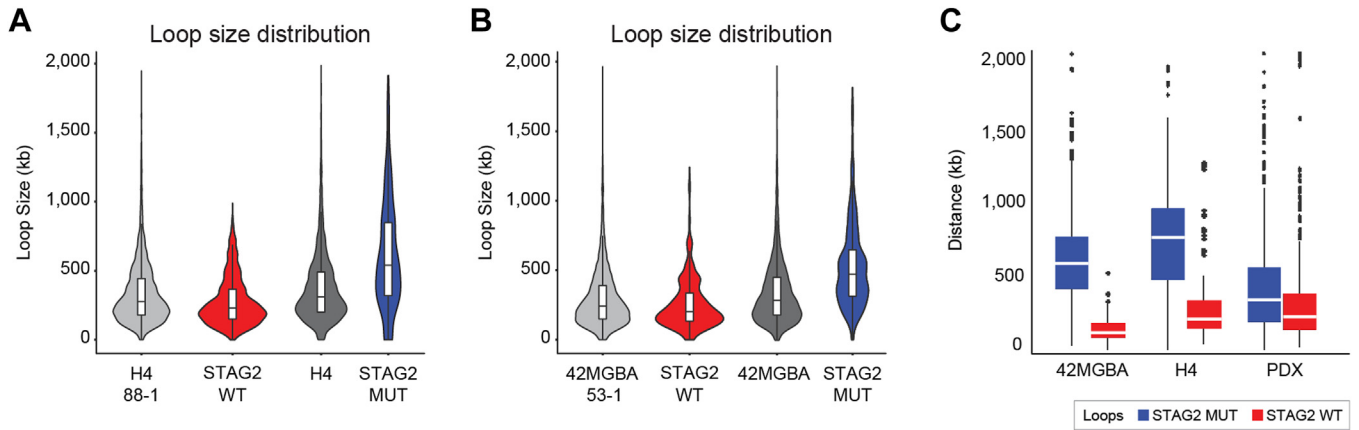 A
Loop size distribution
Loop Size (kb)
2,000
1,500
1,000
500
0
H4
88-1
STAG2
WT
H4
STAG2
MUT
B
Loop size distribution
Loop Size (kb)
2,000
1,500
1,000
500
0
42MGBA
53-1
STAG2
WT
42MGBA
STAG2
MUT
C
Distance (kb)
2,000
1,500
1,000
500
0
42MGBA
H4
PDX
Loops STAG2 MUT STAG2 WT